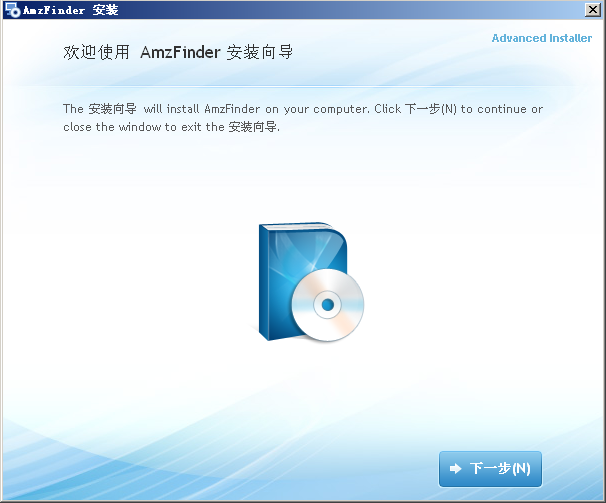 AmzFinder 安装
Advanced Installer
欢迎使用 AmzFinder 安装向导
The 安装向导 will install AmzFinder on your computer. Click 下一步(N) to continue or
close the window to exit the 安装向导.
下一步(N)